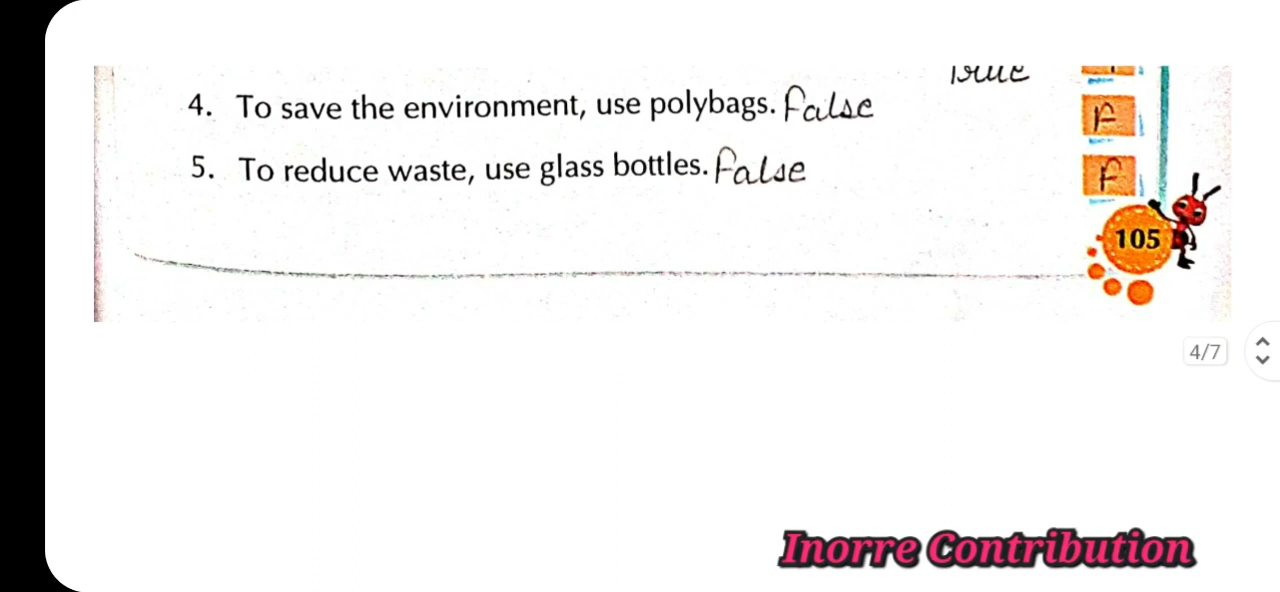 True
4. To save the environment, use polybags. False
F
5. To reduce waste, use glass bottles. False
F
105
4/7
Inorre Contribution